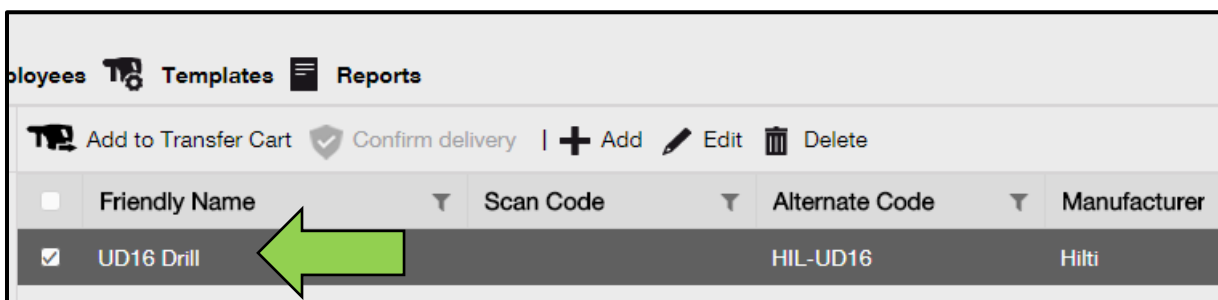 ployees Templates Reports
Add to Transfer Cart Confirm delivery | Add Edit Delete
Friendly Name Scan Code Alternate Code Manufacturer
UD16 Drill HIL-UD16 Hilti